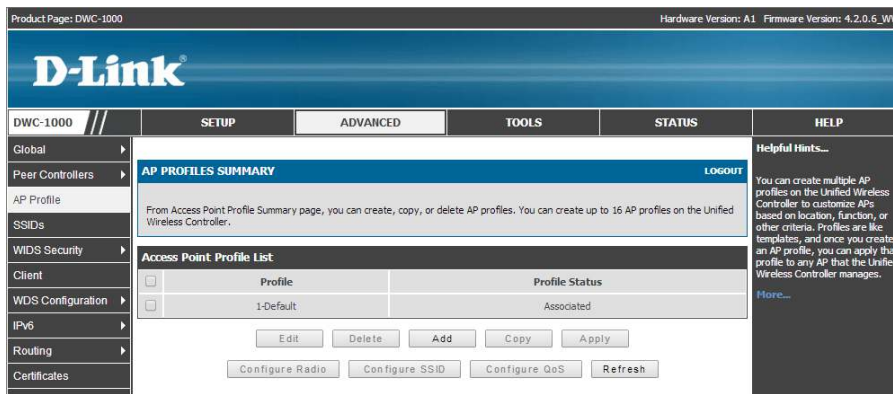 Product Page: DWC-1000
Hardware Version: A1 Firmware Version: 4.2.0.6_WW
D-Link
DWC-1000
SETUP
ADVANCED
TOOLS
STATUS
HELP
Global
Peer Controllers
AP Profile
SSIDs
WIDS Security
Client
WDS Configuration
IPv6
Routing
Certificates
AP PROFILES SUMMARY
LOGOUT
From Access Point Profile Summary page, you can create, copy, or delete AP profiles. You can create up to 16 AP profiles on the Unified
Wireless Controller.
Access Point Profile List
Profile Profile Status
1-Default Associated
Edit Delete Add Copy Apply
Configure Radio Configure SSID Configure QoS Refresh
Helpful Hints...
You can create multiple AP
profiles on the Unified Wireless
Controller to customize APs
based on location, function, or
other criteria. Profiles are like
templates, and once you create
an AP profile, you can apply tha
profile to any AP that the Unifie
Wireless Controller manages.
More...